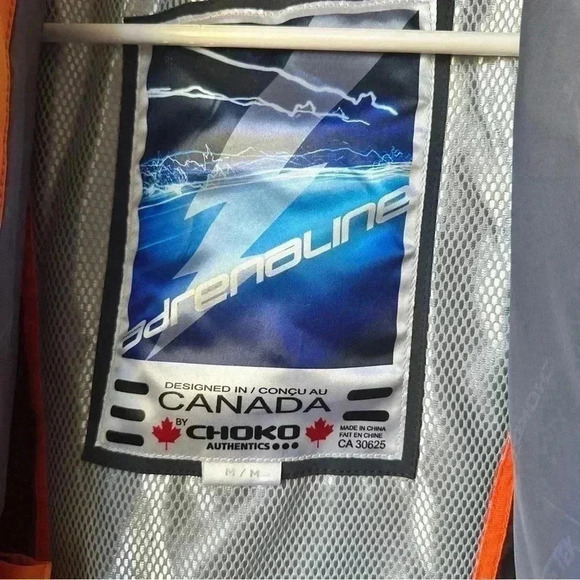 adrenaline
DESIGNED IN / CONÇU AU
CANADA
BY CHOKO
AUTHENTICS
MADE IN CHINA
FAIT EN CHINE
CA 30625
M / M